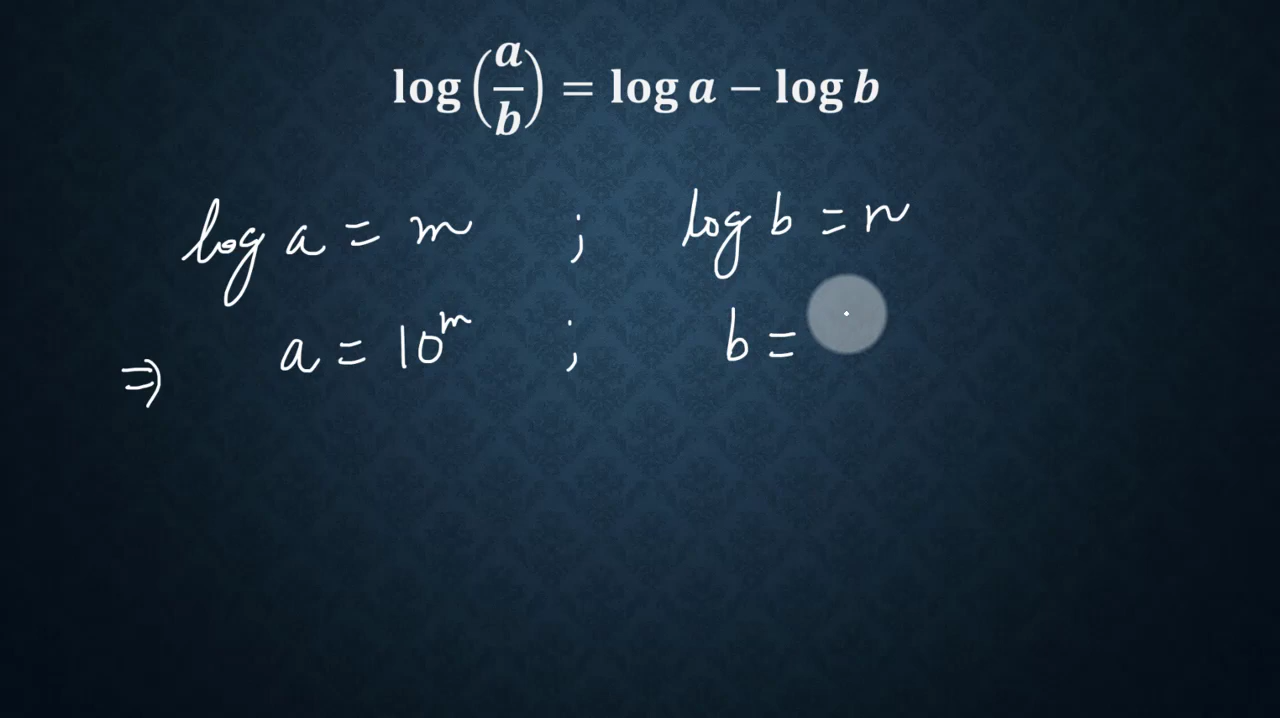 log(a/b) = log a − log b
log a = m ; log b = n
⇒ a = 10^m ; b =